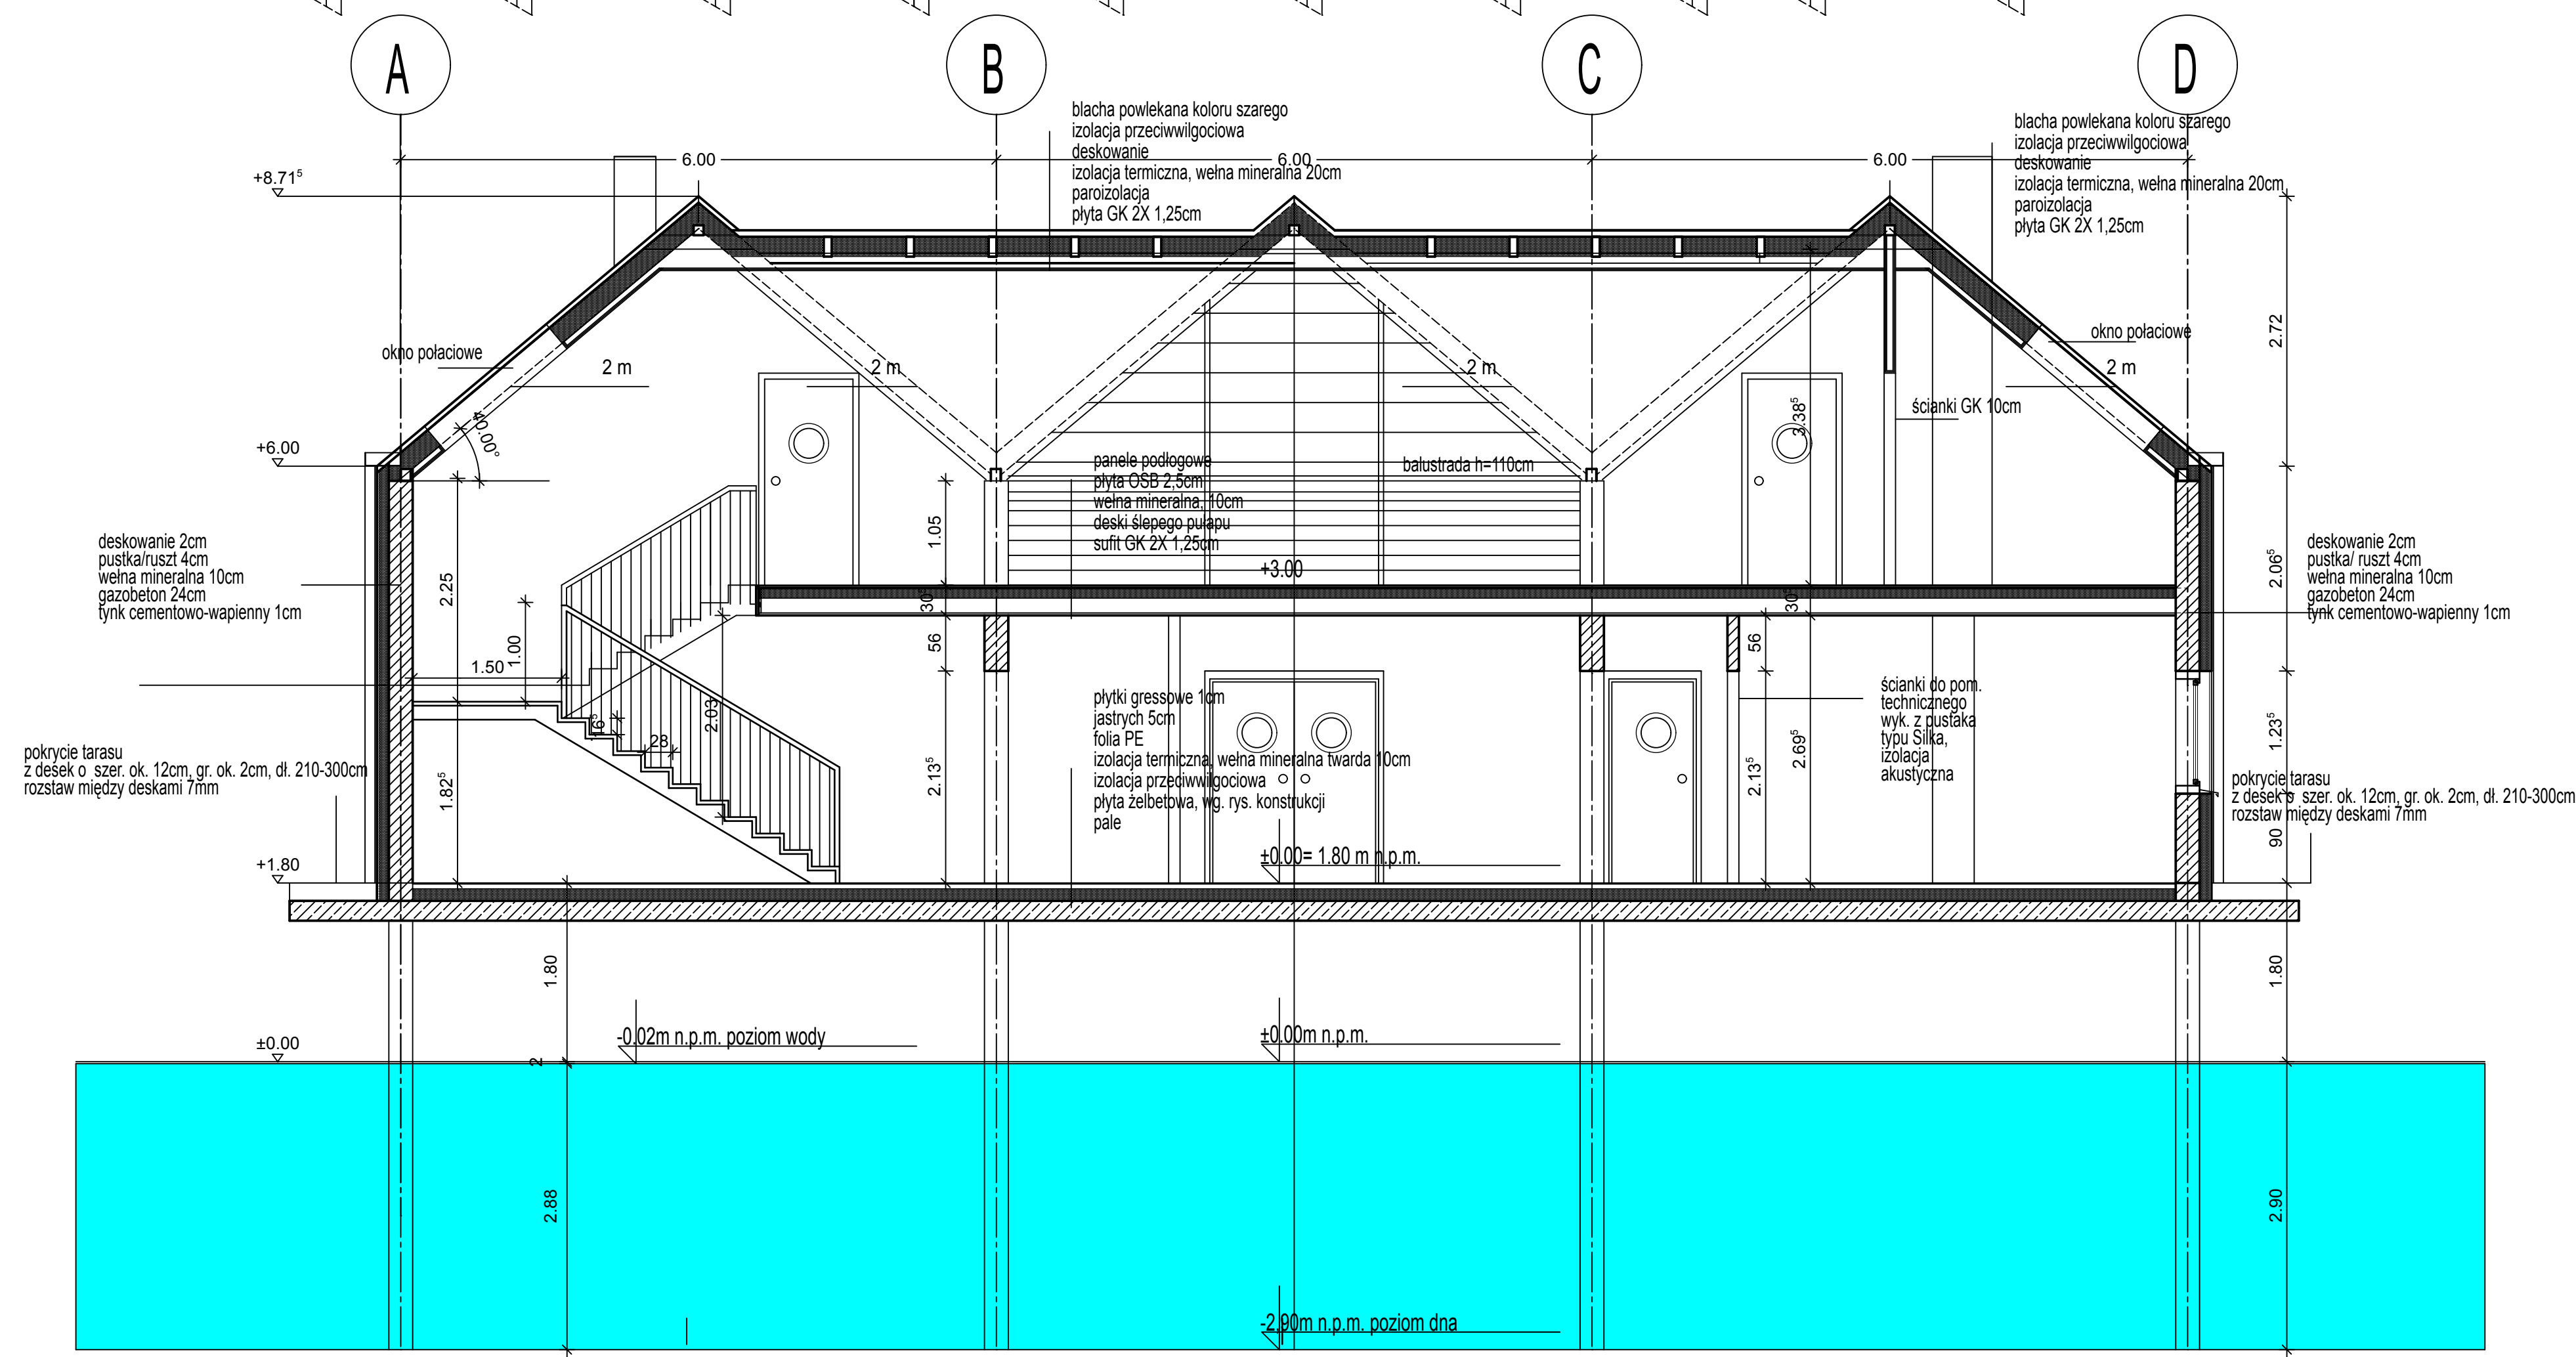 A
B
C
D
blacha powlekana koloru szarego
izolacja przeciwwilgociowa
deskowanie
izolacja termiczna, wełna mineralna 20cm
paroizolacja
płyta GK 2X 1,25cm
blacha powlekana koloru szarego
izolacja przeciwwilgociowa
deskowanie
izolacja termiczna, wełna mineralna 20cm
paroizolacja
płyta GK 2X 1,25cm
6.00
6.00
6.00
+8.71⁵
2.72
okno połaciowe
okno połaciowe
2 m
2 m
2 m
2 m
3.38⁵
ścianki GK 10cm
+6.00
panele podłogowe
płyta OSB 2,5cm
wełna mineralna, 10cm
deski ślepego pułapu
sufit GK 2X 1,25cm
balustrada h=110cm
1.05
+3.00
deskowanie 2cm
pustka/ruszt 4cm
wełna mineralna 10cm
gazobeton 24cm
tynk cementowo-wapienny 1cm
deskowanie 2cm
pustka/ ruszt 4cm
wełna mineralna 10cm
gazobeton 24cm
tynk cementowo-wapienny 1cm
2.25
2.06⁵
1.00
1.50
56
56
16⁵
28
2.03
płytki gressowe 1cm
jastrych 5cm
folia PE
izolacja termiczna, wełna mineralna twarda 10cm
izolacja przeciwwilgociowa
płyta żelbetowa, wg. rys. konstrukcji
pale
ścianki do pom.
technicznego
wyk. z pustaka
typu Silka,
izolacja
akustyczna
pokrycie tarasu
z desek o szer. ok. 12cm, gr. ok. 2cm, dł. 210-300cm
rozstaw między deskami 7mm
pokrycie tarasu
z desek o szer. ok. 12cm, gr. ok. 2cm, dł. 210-300cm
rozstaw między deskami 7mm
1.82⁵
2.13⁵
2.13⁵
2.69⁵
1.23⁵
90
+1.80
±0.00= 1.80 m n.p.m.
1.80
1.80
±0.00
2
-0.02m n.p.m. poziom wody
±0.00m n.p.m.
2.88
2.90
-2,90m n.p.m. poziom dna